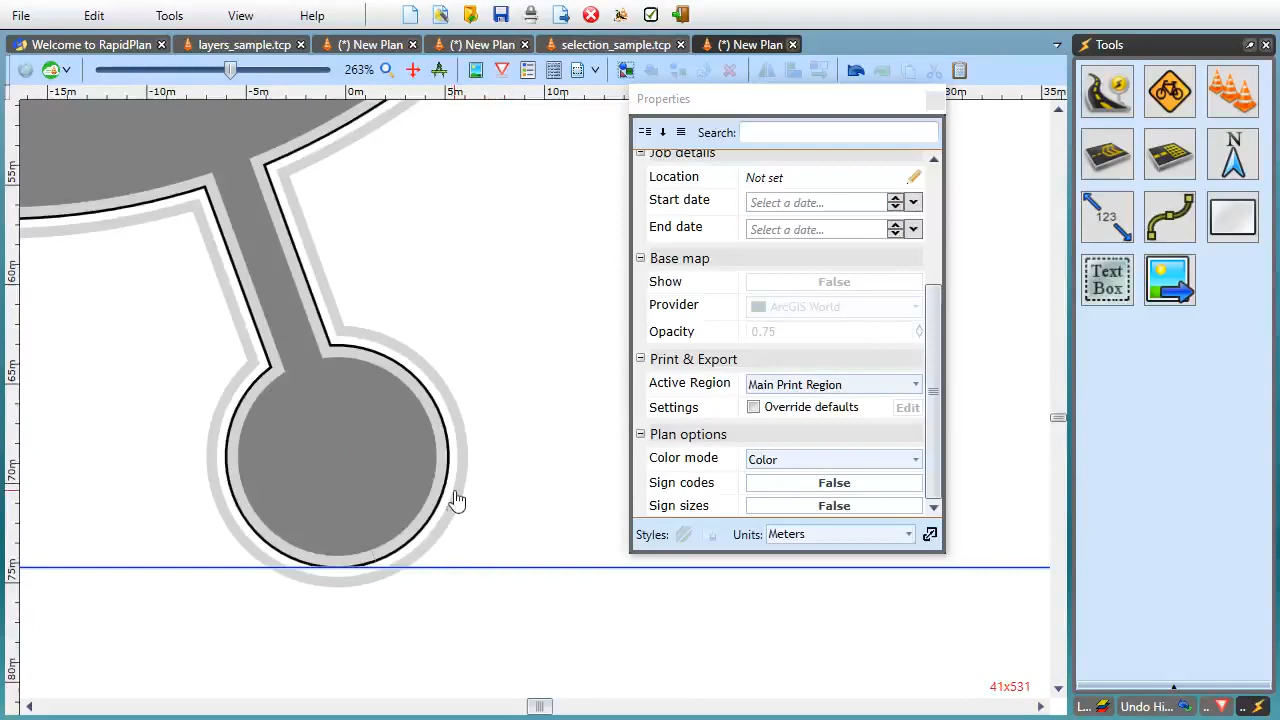 File Edit Tools View Help
Welcome to RapidPlan layers_sample.tcp (*) New Plan (*) New Plan selection_sample.tcp (*) New Plan Tools
263%
-15m -10m -5m 0m 5m 10m 30m 35m
55m
60m
65m
70m
75m
80m
Properties
Search:
Job details
Location Not set
Start date Select a date...
End date Select a date...
Base map
Show False
Provider ArcGIS World
Opacity 0.75
Print & Export
Active Region Main Print Region
Settings Override defaults Edit
Plan options
Color mode Color
Sign codes False
Sign sizes False
Styles: Units: Meters
N
123
Text
Box
41x531
L... Undo Hi... .. ..